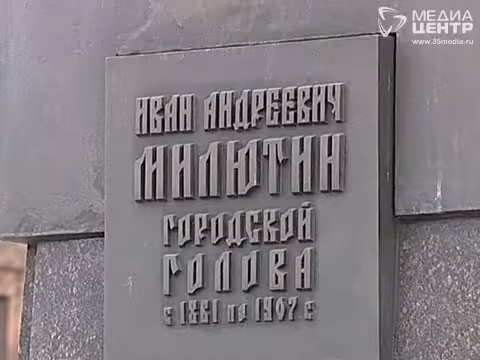 МЕДИА
ЦЕНТР
www.35media.ru
ИВАН АНДРЕЕВИЧ
МИЛЮТИН
ГОРОДСКОЙ
ГОЛОВА
с 1861 по 1907 г